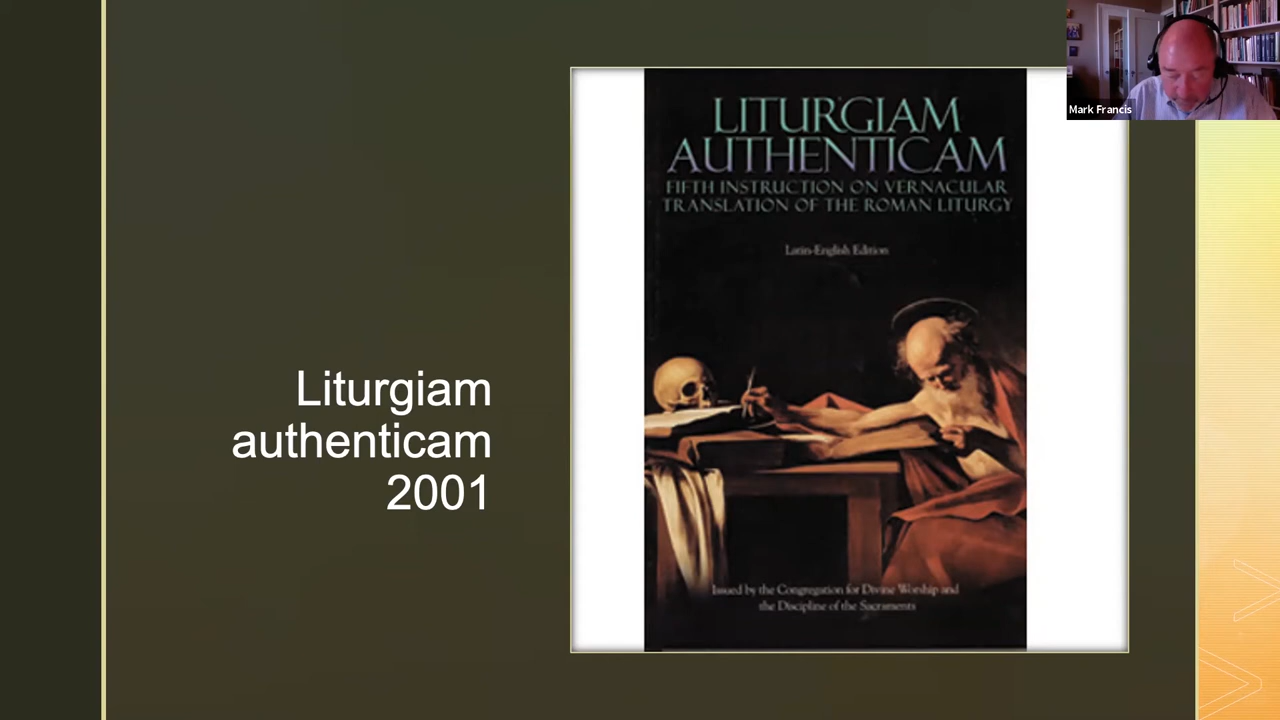 Liturgiam
authenticam
2001
LITURGIAM
AUTHENTICAM
FIFTH INSTRUCTION ON VERNACULAR
TRANSLATION OF THE ROMAN LITURGY
Latin-English Edition
Issued by the Congregation for Divine Worship and
the Discipline of the Sacraments
Mark Francis